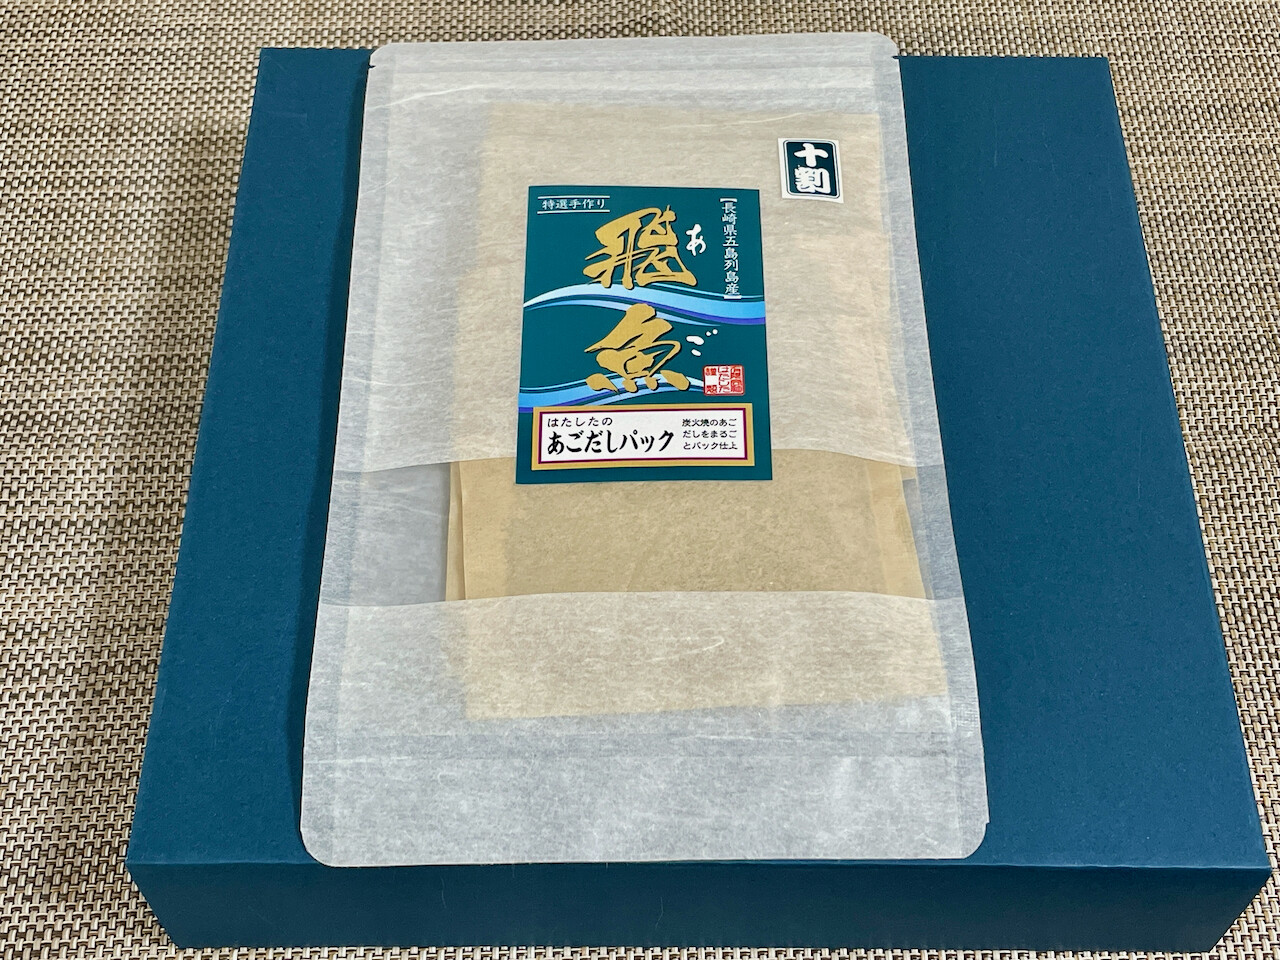 十割
特選手作り
【長崎県五島列島産】
飛魚
あご
はたしたの
あごだしパック
炭火焼のあご
だしをまるご
とパック仕上